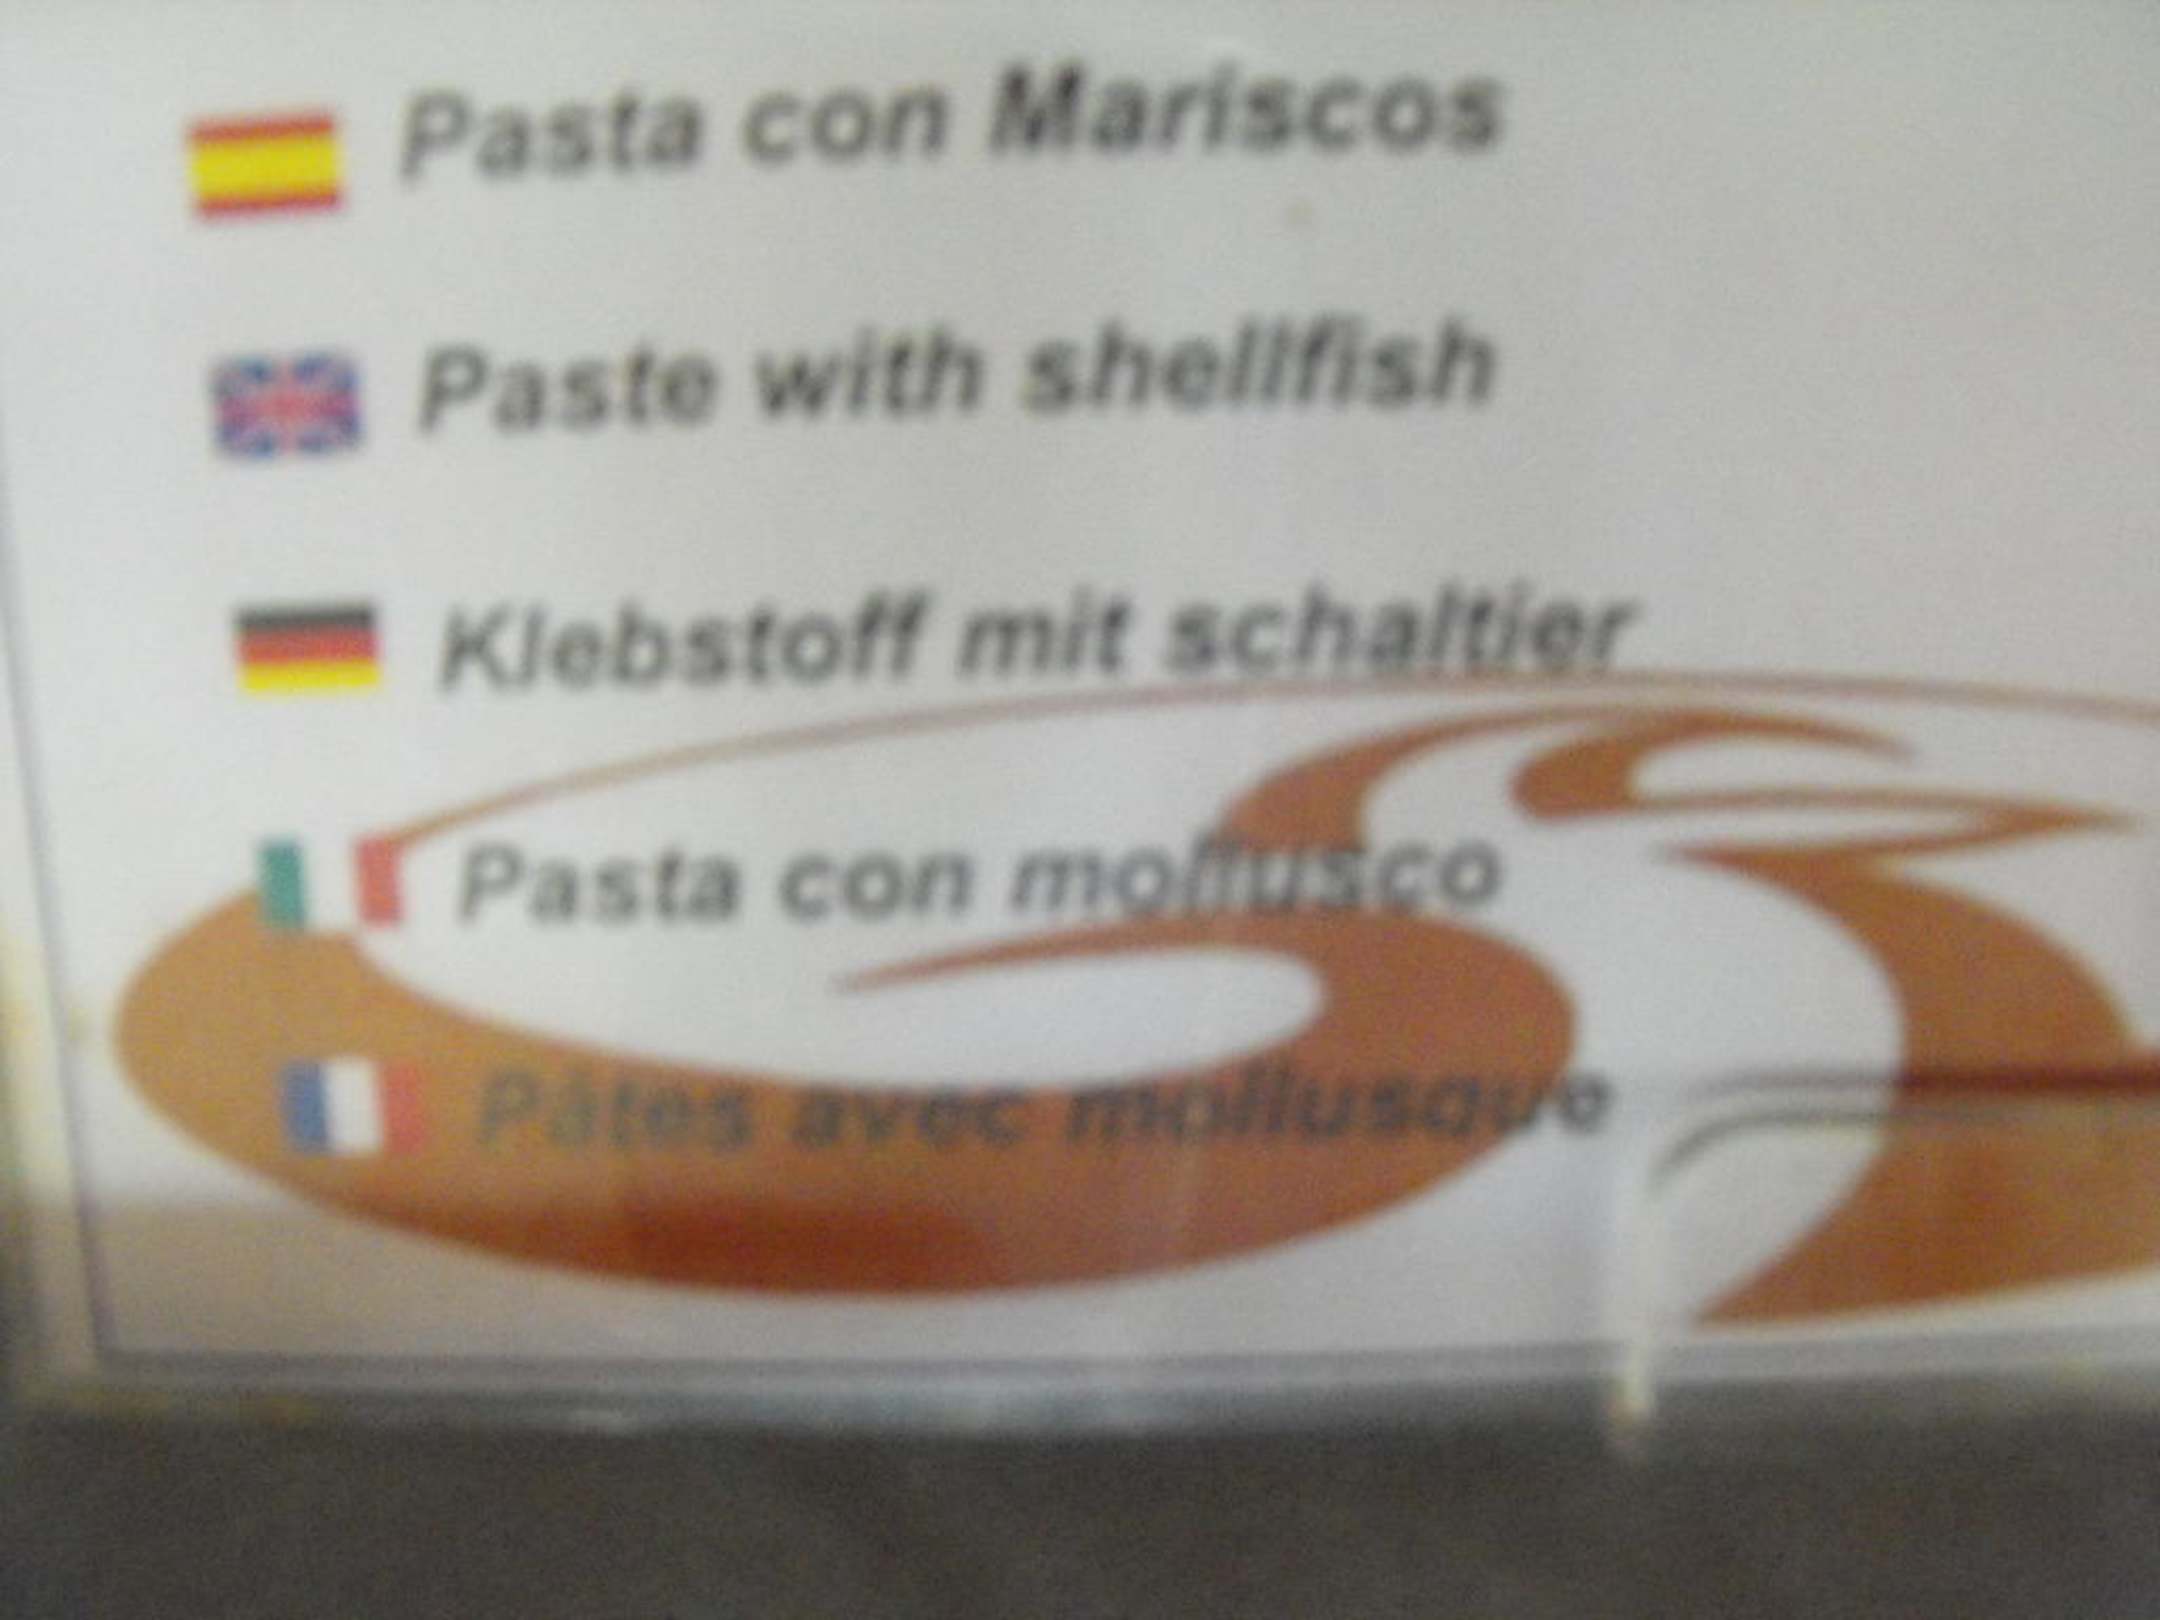 Pasta con Mariscos
Paste with shellfish
Klebstoff mit schaltier
Pasta con mollusco
Pâtes avec mollusque